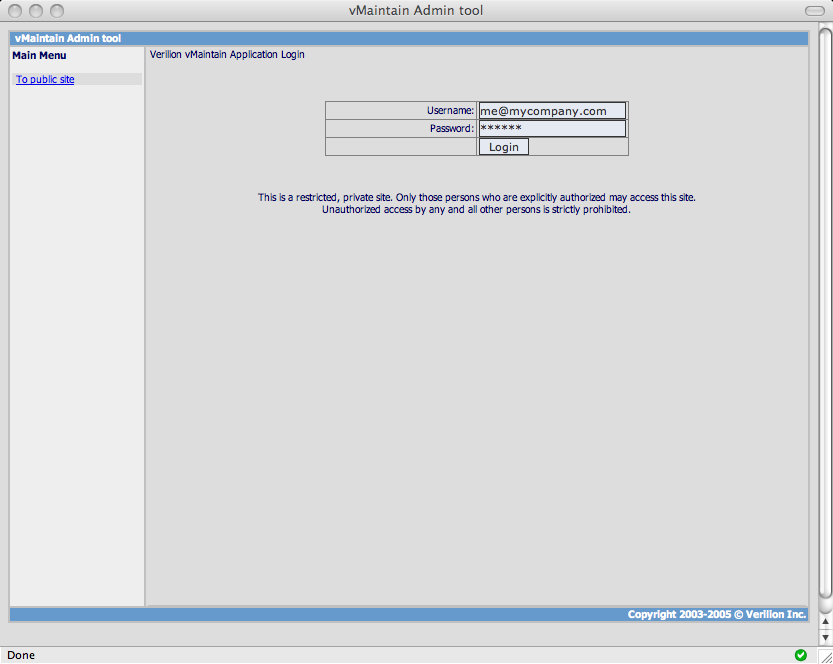 vMaintain Admin tool
vMaintain Admin tool
Main Menu
Verilion vMaintain Application Login
To public site
Username: me@mycompany.com
Password: ******
Login
This is a restricted, private site. Only those persons who are explicitly authorized may access this site.
Unauthorized access by any and all other persons is strictly prohibited.
Copyright 2003-2005 © Verilion Inc.
Done